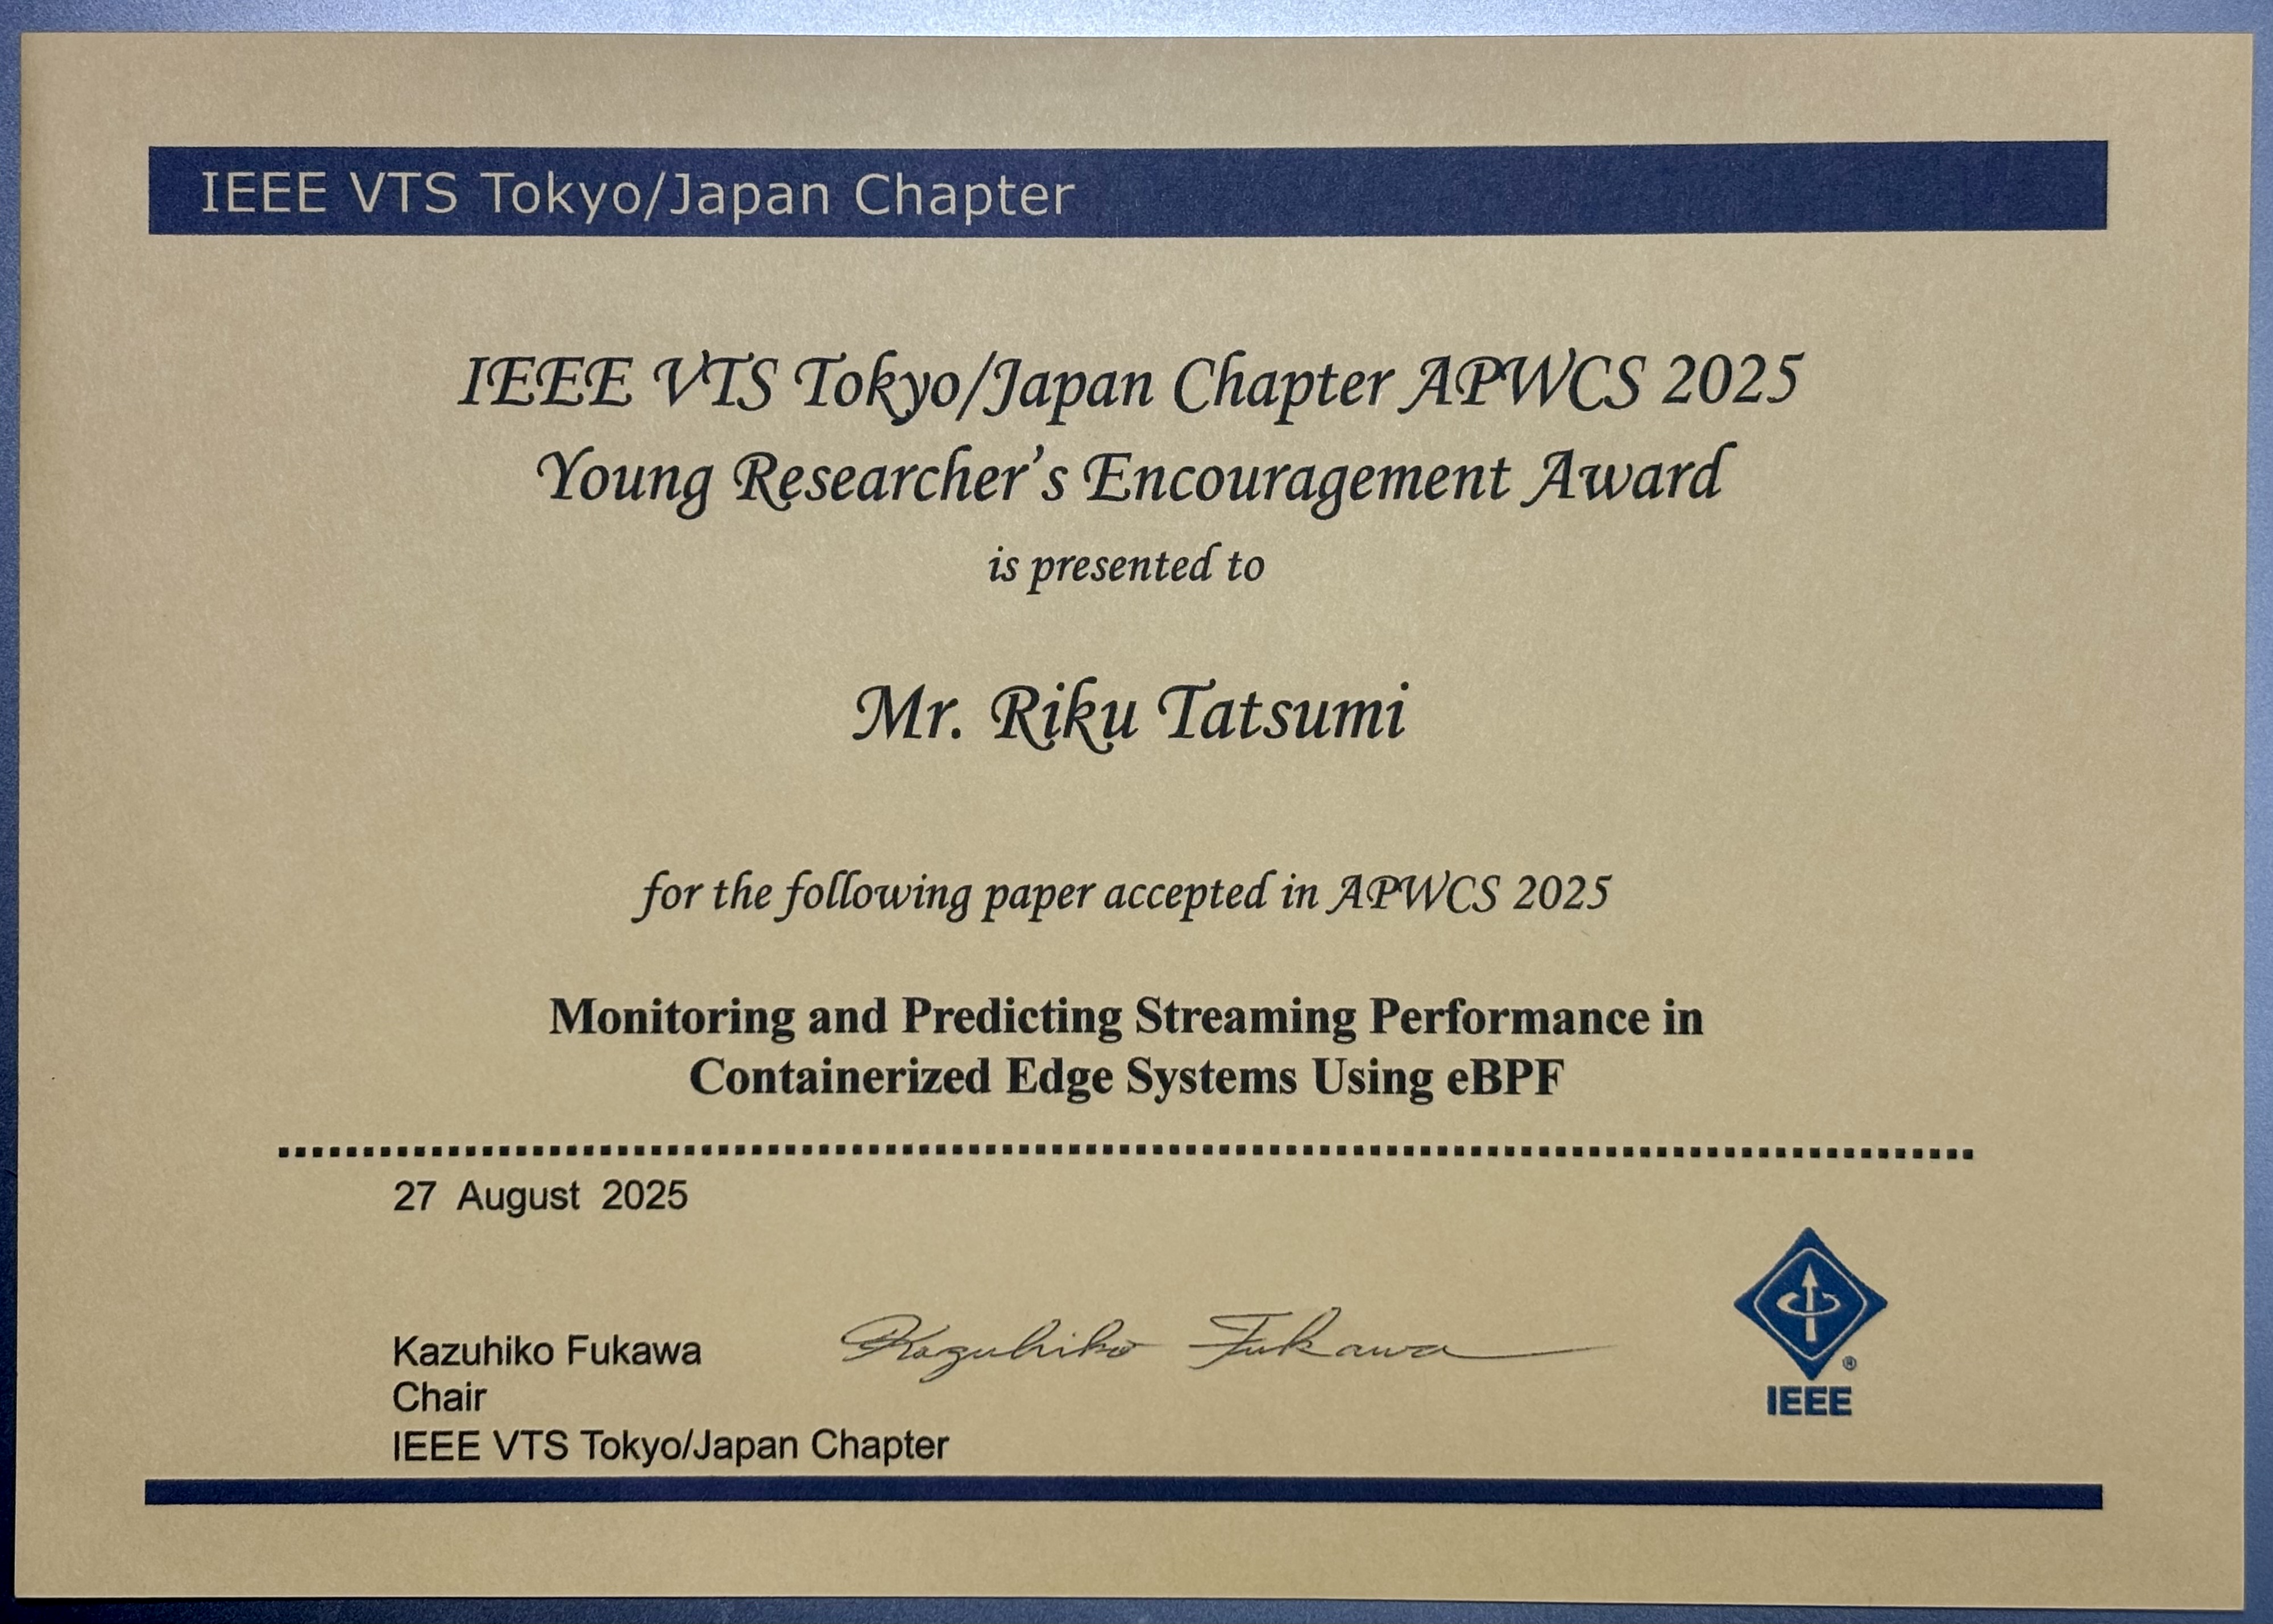 IEEE VTS Tokyo/Japan Chapter
IEEE VTS Tokyo/Japan Chapter APWCS 2025
Young Researcher’s Encouragement Award
is presented to
Mr. Riku Tatsumi
for the following paper accepted in APWCS 2025
Monitoring and Predicting Streaming Performance in
Containerized Edge Systems Using eBPF
27 August 2025
Kazuhiko Fukawa
Kazuhiko Fukawa
Chair
IEEE VTS Tokyo/Japan Chapter
®
IEEE